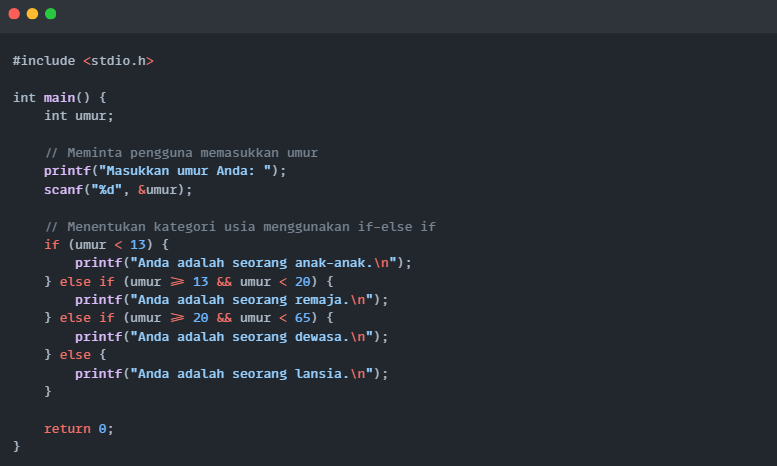 #include <stdio.h>
int main() {
int umur;
// Meminta pengguna memasukkan umur
printf("Masukkan umur Anda: ");
scanf("%d", &umur);
// Menentukan kategori usia menggunakan if-else if
if (umur < 13) {
printf("Anda adalah seorang anak-anak.\n");
} else if (umur >= 13 && umur < 20) {
printf("Anda adalah seorang remaja.\n");
} else if (umur >= 20 && umur < 65) {
printf("Anda adalah seorang dewasa.\n");
} else {
printf("Anda adalah seorang lansia.\n");
}
return 0;
}